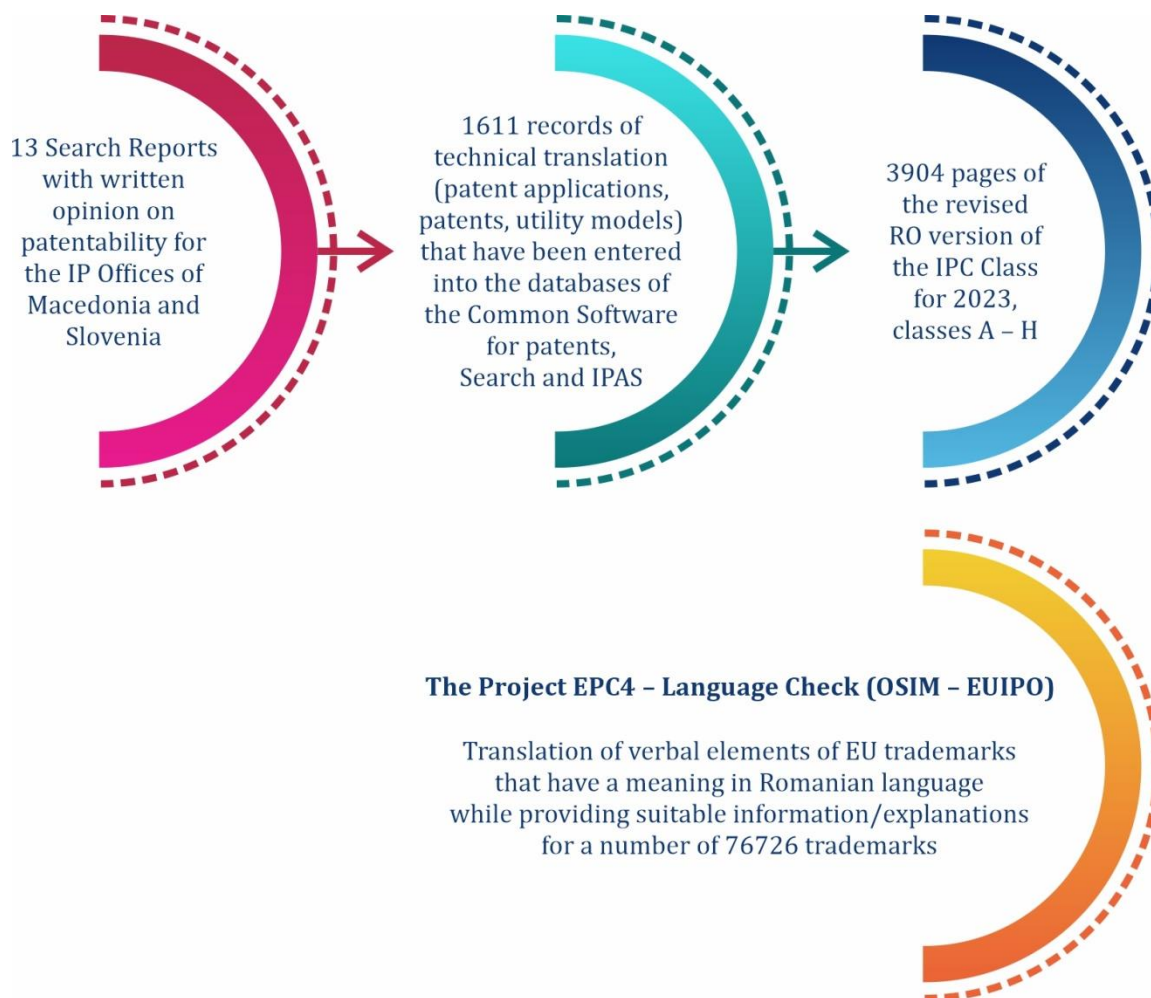 13 Search Reports
with written
opinion on
patentability for
the IP Offices of
Macedonia and
Slovenia
1611 records of
technical translation
(patent applications,
patents, utility models)
that have been entered
into the databases of
the Common Software
for patents,
Search and IPAS
3904 pages of
the revised
RO version of
the IPC Class
for 2023,
classes A – H
The Project EPC4 – Language Check (OSIM – EUIPO)
Translation of verbal elements of EU trademarks
that have a meaning in Romanian language
while providing suitable information/explanations
for a number of 76726 trademarks